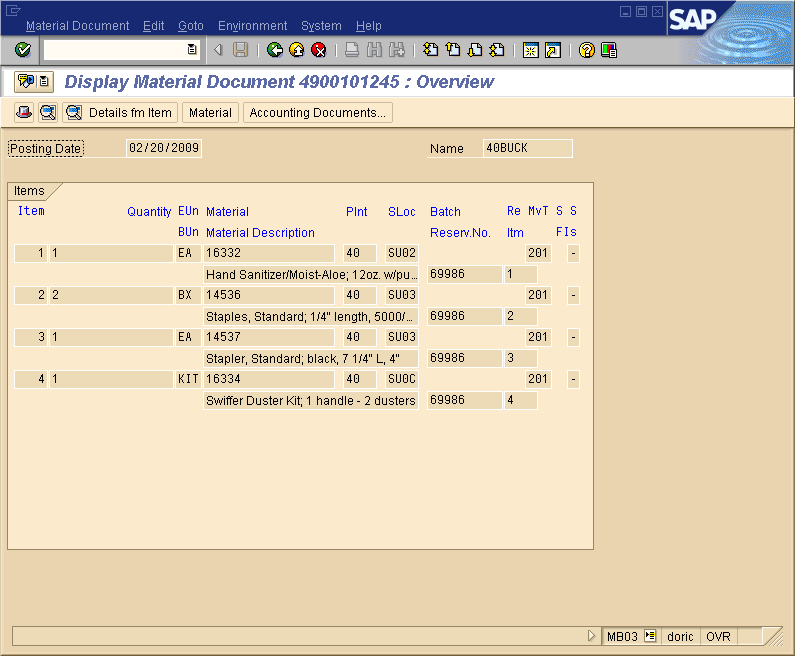 Material Document Edit Goto Environment System Help
SAP
Display Material Document 4900101245 : Overview
Details fm Item Material Accounting Documents...
Posting Date 02/20/2009 Name 40BUCK
Items
Item Quantity EUn Material Plnt SLoc Batch Re MvT S S
BUn Material Description Reserv.No. Itm FIs
1 1 EA 16332 40 SU02 201 -
Hand Sanitizer/Moist-Aloe; 12oz. w/pu... 69986 1
2 2 BX 14536 40 SU03 201 -
Staples, Standard; 1/4" length, 5000/... 69986 2
3 1 EA 14537 40 SU03 201 -
Stapler, Standard; black, 7 1/4" L, 4" 69986 3
4 1 KIT 16334 40 SU0C 201 -
Swiffer Duster Kit; 1 handle - 2 dusters 69986 4
MB03 doric OVR